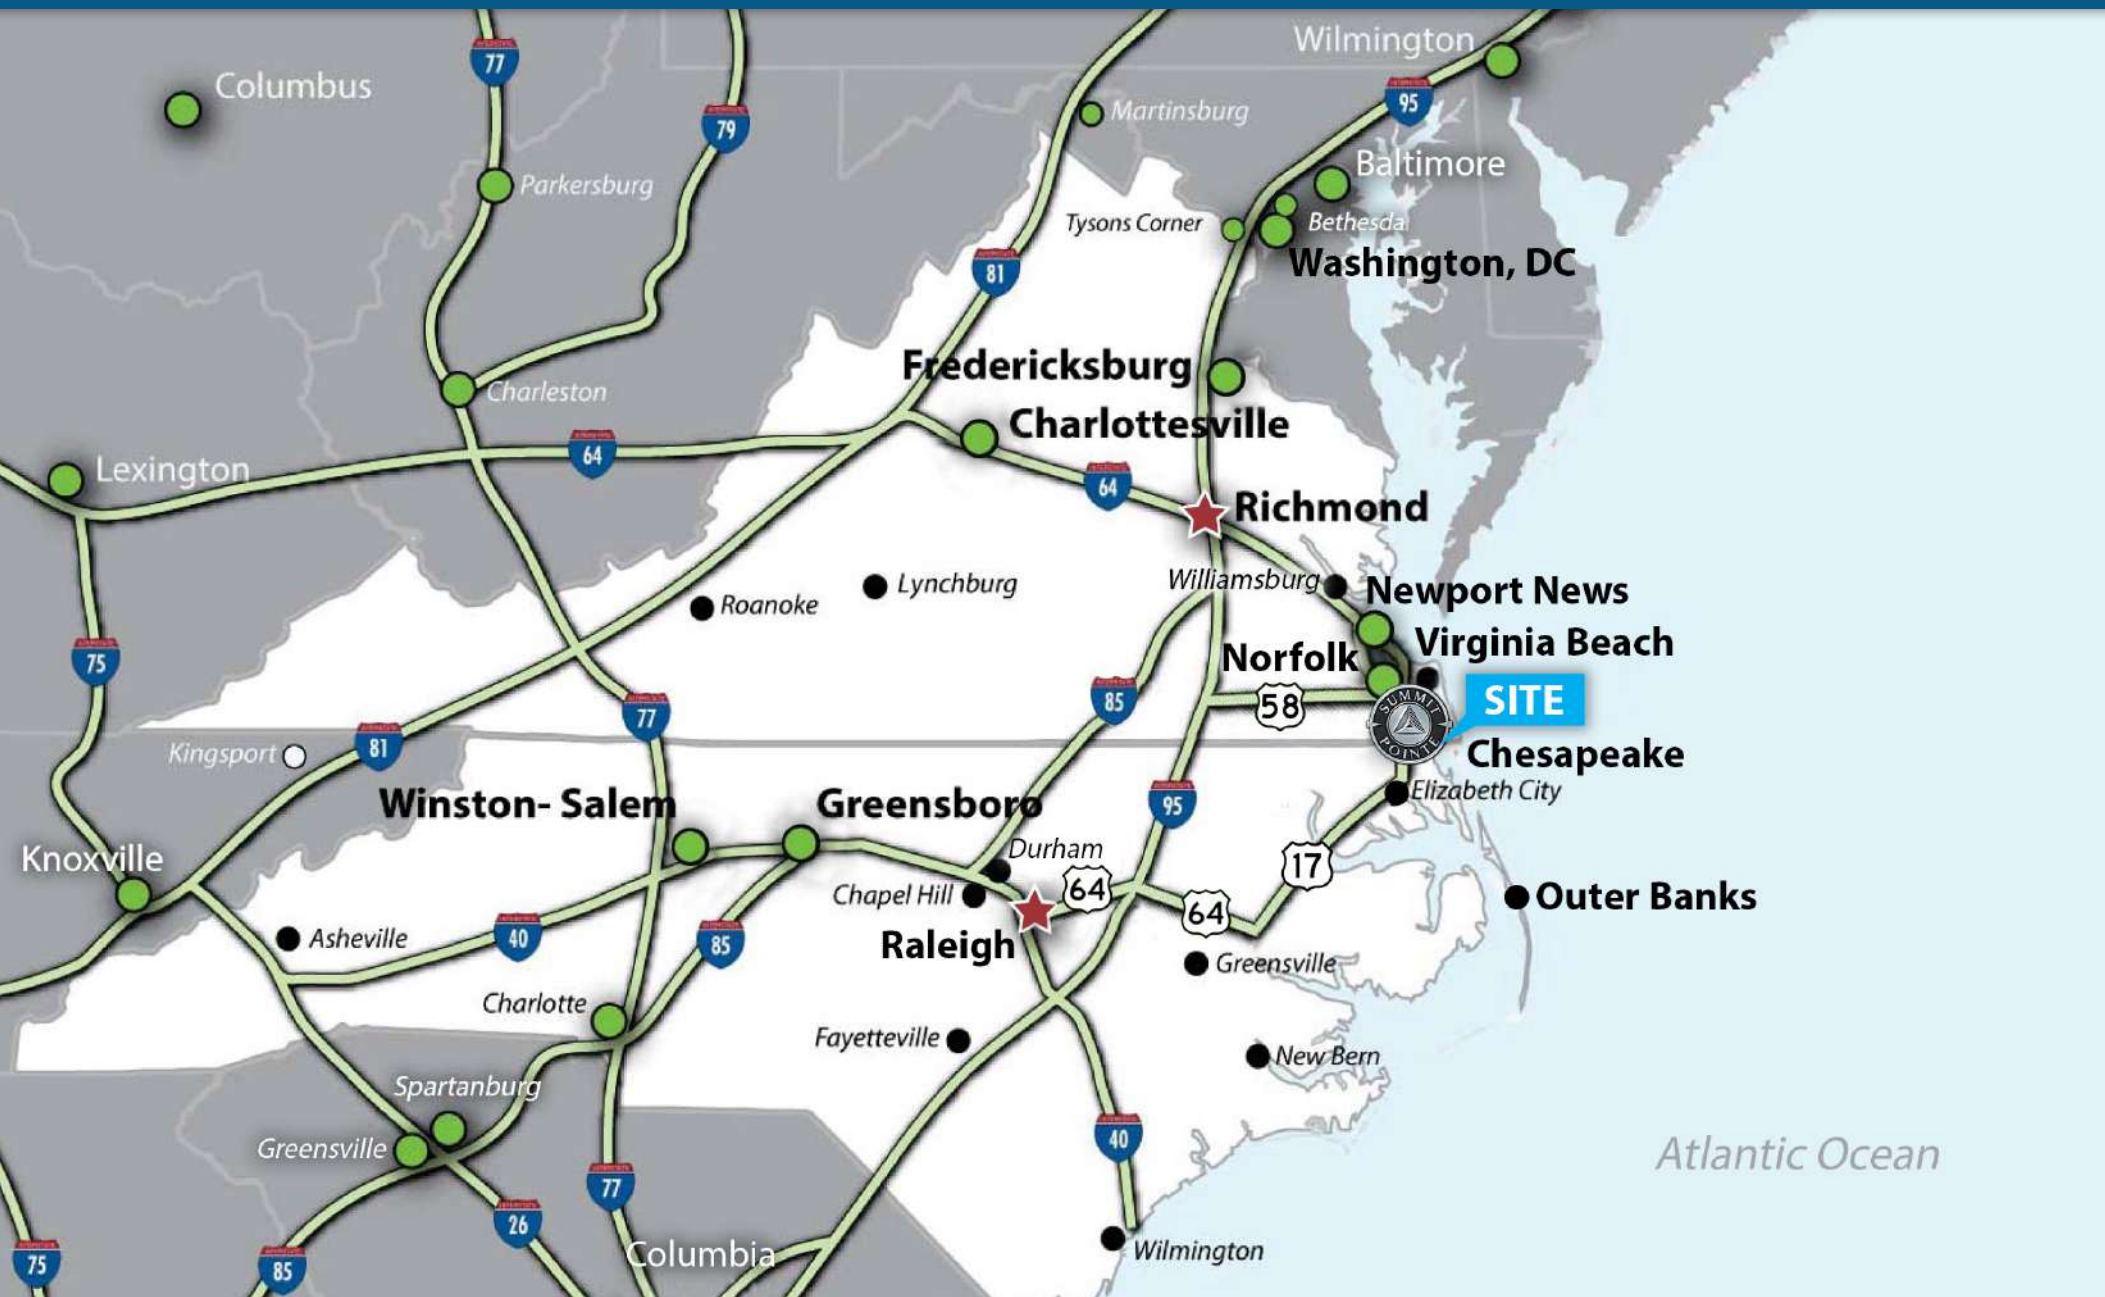 Wilmington
77
Columbus
95
Martinsburg
79
Baltimore
Parkersburg
Tysons Corner
Bethesda
Washington, DC
81
Fredericksburg
Charleston
Charlottesville
64
Lexington
64
Richmond
Williamsburg
Newport News
Lynchburg
Roanoke
Virginia Beach
75
Norfolk
85
SITE
58
77
SUMMIT
POINTE
81
Kingsport
Chesapeake
Elizabeth City
Winston- Salem
Greensboro
95
Durham
Knoxville
17
64
Chapel Hill
64
Outer Banks
Asheville
40
85
Raleigh
Greensville
Charlotte
Fayetteville
New Bern
Spartanburg
40
Greensville
Atlantic Ocean
77
26
Columbia
Wilmington
75
85